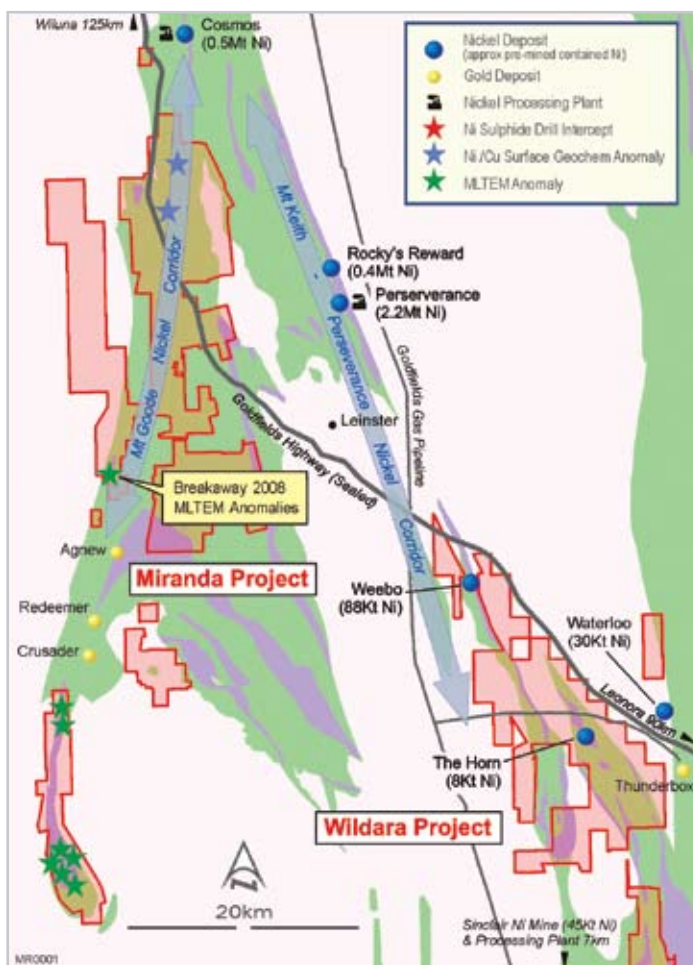 Wiluna 125km
Cosmos
(0.5Mt Ni)
Nickel Deposit
(approx pre-mined contained Ni)
Gold Deposit
Nickel Processing Plant
Ni Sulphide Drill Intercept
Ni /Cu Surface Geochem Anomaly
MLTEM Anomaly
Mt Keith -
Perseverance Nickel Corridor
Rocky's Reward
(0.4Mt Ni)
Perserverance
(2.2Mt Ni)
Mt Goode Nickel Corridor
Goldfields Gas Pipeline
Leinster
Goldfields Highway (Sealed)
Breakaway 2008
MLTEM Anomalies
Agnew
Miranda Project
Redeemer
Crusader
Weebo
(88Kt Ni)
Waterloo
(30Kt Ni)
Leonora 90km
The Horn
(8Kt Ni)
Thunderbox
Wildara Project
20km
Sinclair Ni Mine (45Kt Ni)
& Processing Plant 7km
MR0001